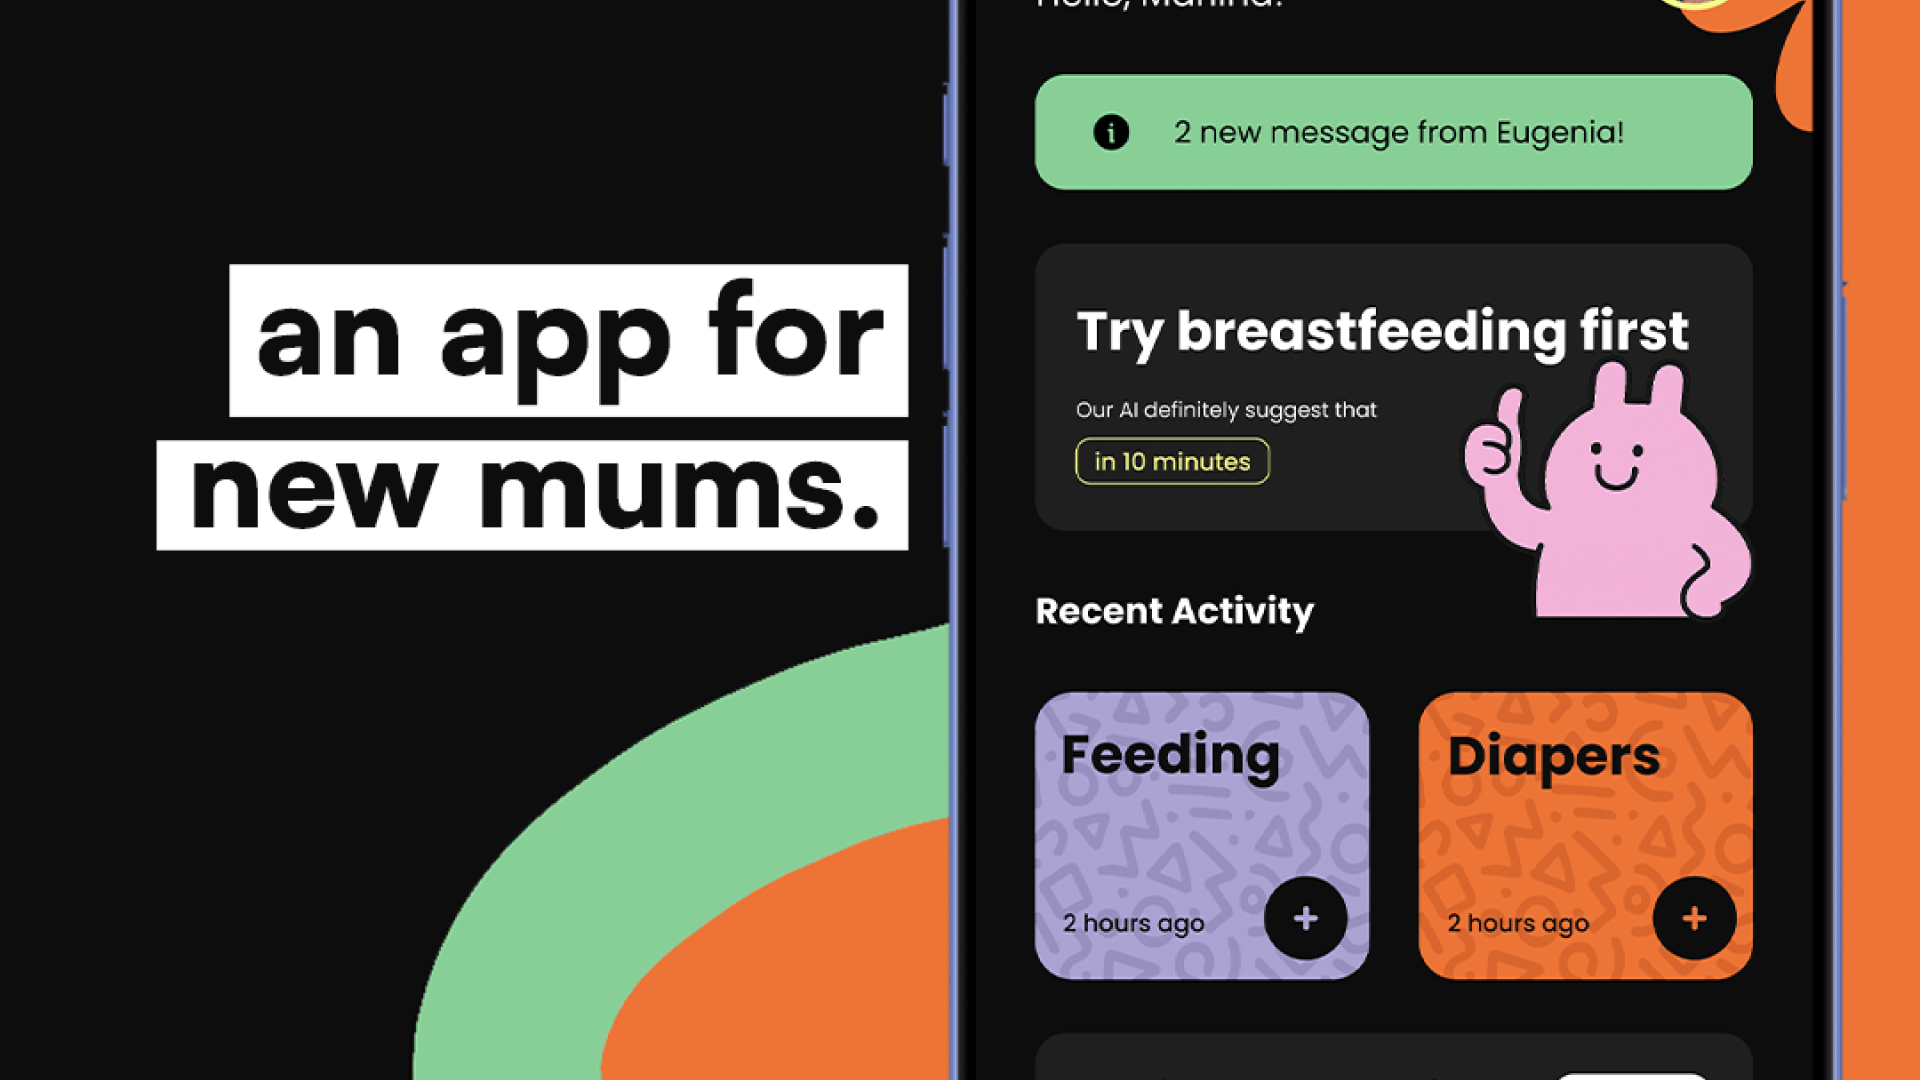 an app for
new mums.
2 new message from Eugenia!
Try breastfeeding first
Our AI definitely suggest that
in 10 minutes
Recent Activity
Feeding
2 hours ago
Diapers
2 hours ago